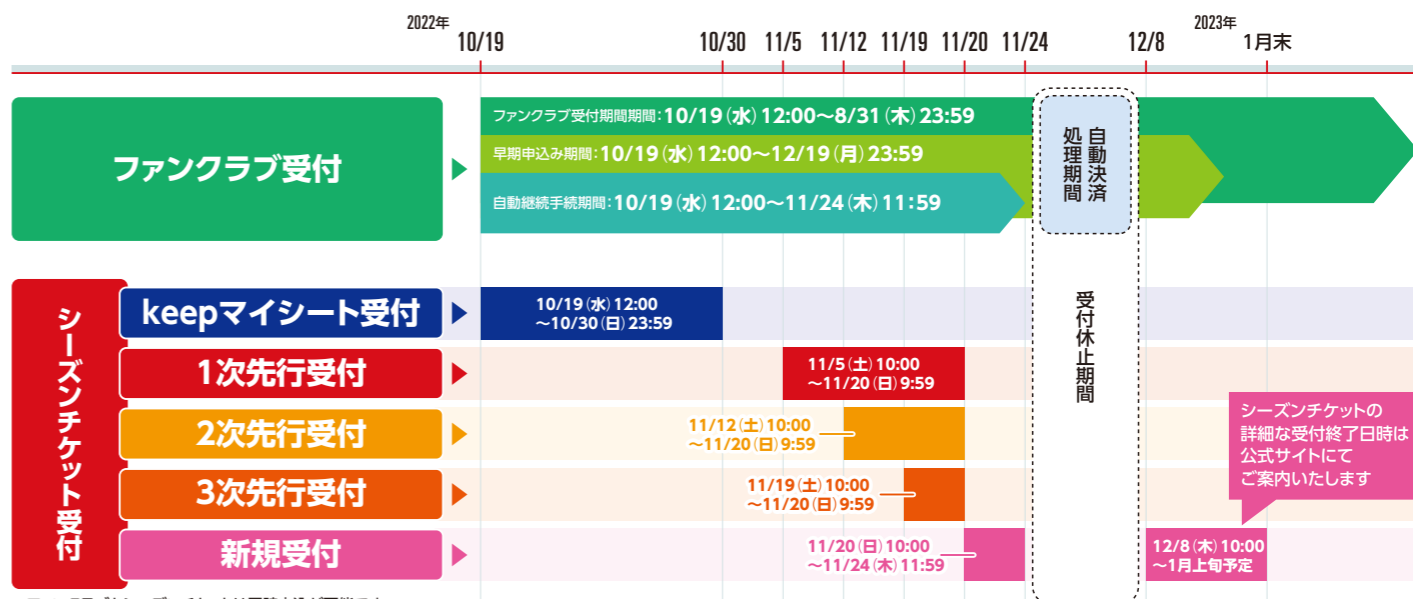 2022年
2023年
10/19
10/30
11/5
11/12
11/19
11/20
11/24
12/8
1月末
ファンクラブ受付
ファンクラブ受付期間期間：10/19（水）12:00〜8/31（木）23:59
早期申込み期間：10/19（水）12:00〜12/19（月）23:59
自動継続手続期間：10/19（水）12:00〜11/24（木）11:59
自動決済
処理期間
受付休止期間
シーズンチケット受付
keepマイシート受付
10/19（水）12:00
〜10/30（日）23:59
1次先行受付
11/5（土）10:00
〜11/20（日）9:59
2次先行受付
11/12（土）10:00
〜11/20（日）9:59
3次先行受付
11/19（土）10:00
〜11/20（日）9:59
新規受付
11/20（日）10:00
〜11/24（木）11:59
12/8（木）10:00
〜1月上旬予定
シーズンチケットの
詳細な受付終了日時は
公式サイトにて
ご案内いたします